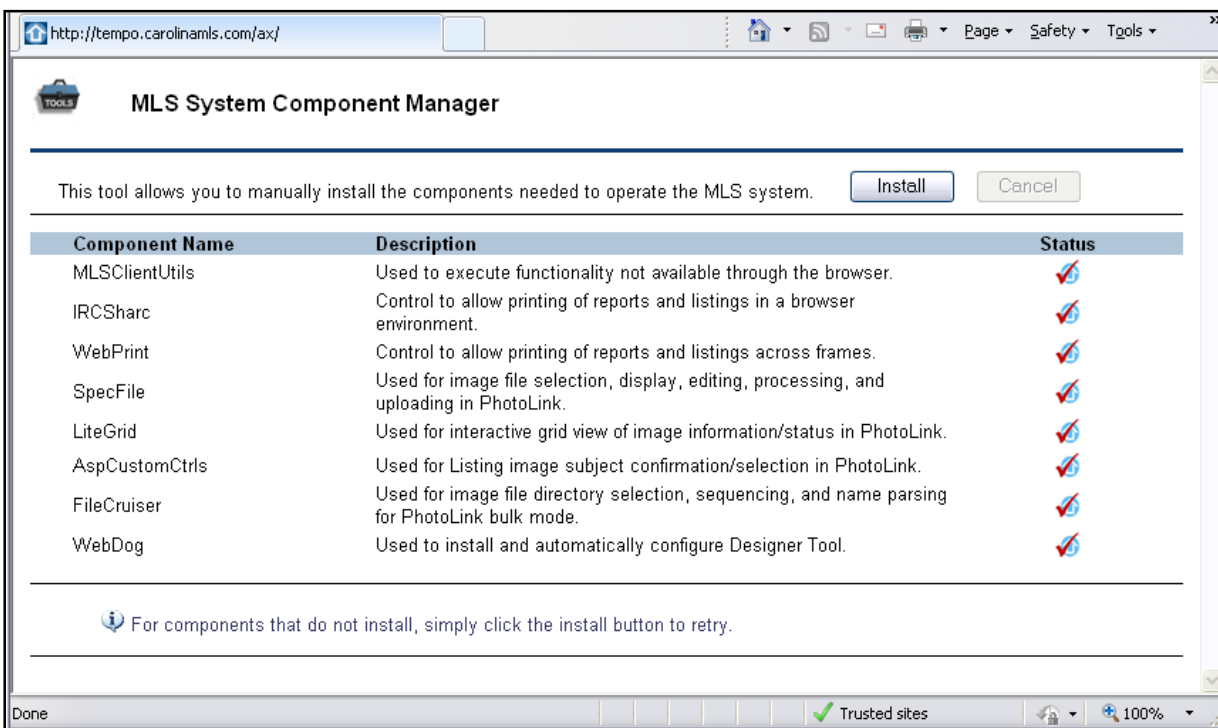 http://tempo.carolinamls.com/ax/
Page Safety Tools »
TOOLS
MLS System Component Manager
This tool allows you to manually install the components needed to operate the MLS system. Install Cancel
Component Name Description Status
MLSClientUtils Used to execute functionality not available through the browser.
IRCSharc Control to allow printing of reports and listings in a browser
environment.
WebPrint Control to allow printing of reports and listings across frames.
SpecFile Used for image file selection, display, editing, processing, and
uploading in PhotoLink.
LiteGrid Used for interactive grid view of image information/status in PhotoLink.
AspCustomCtrls Used for Listing image subject confirmation/selection in PhotoLink.
FileCruiser Used for image file directory selection, sequencing, and name parsing
for PhotoLink bulk mode.
WebDog Used to install and automatically configure Designer Tool.
For components that do not install, simply click the install button to retry.
Done Trusted sites 100%